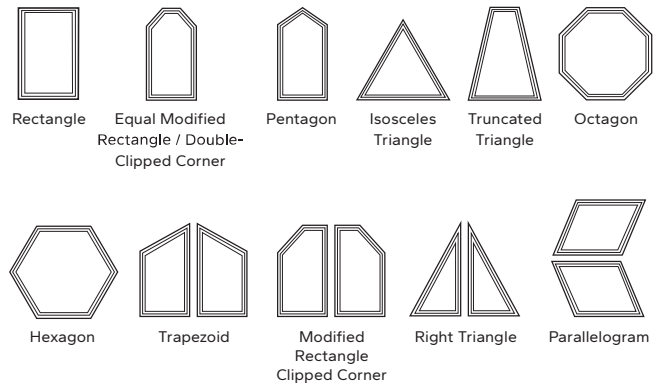 Rectangle
Equal Modified
Rectangle / Double-
Clipped Corner
Pentagon
Isosceles
Triangle
Truncated
Triangle
Octagon
Hexagon
Trapezoid
Modified
Rectangle
Clipped Corner
Right Triangle
Parallelogram